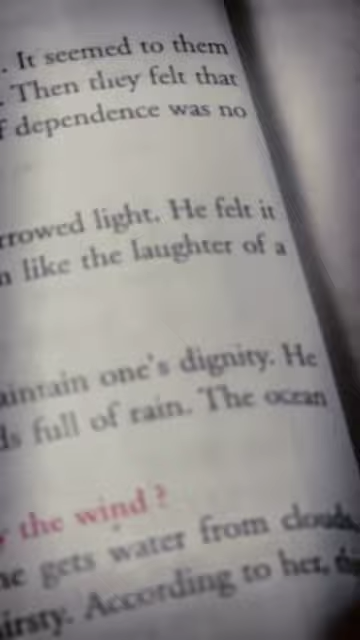 . It seemed to them
. Then they felt that
f dependence was no
rrowed light. He felt it
n like the laughter of a
aintain one's dignity. He
ds full of rain. The ocean
the wind ?
he gets water from clouds,
irsty. According to her,